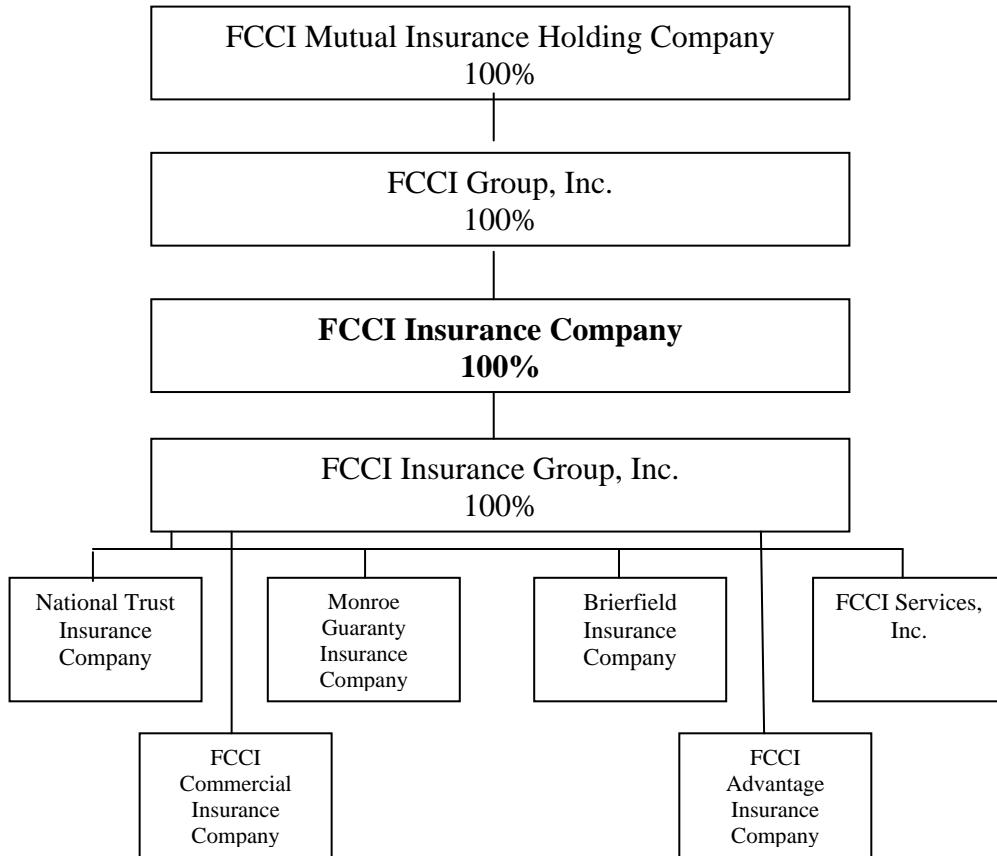 FCCI Mutual Insurance Holding Company
100%
FCCI Group, Inc.
100%
FCCI Insurance Company
100%
FCCI Insurance Group, Inc.
100%
National Trust
Insurance
Company
Monroe
Guaranty
Insurance
Company
Brierfield
Insurance
Company
FCCI Services,
Inc.
FCCI
Commercial
Insurance
Company
FCCI
Advantage
Insurance
Company